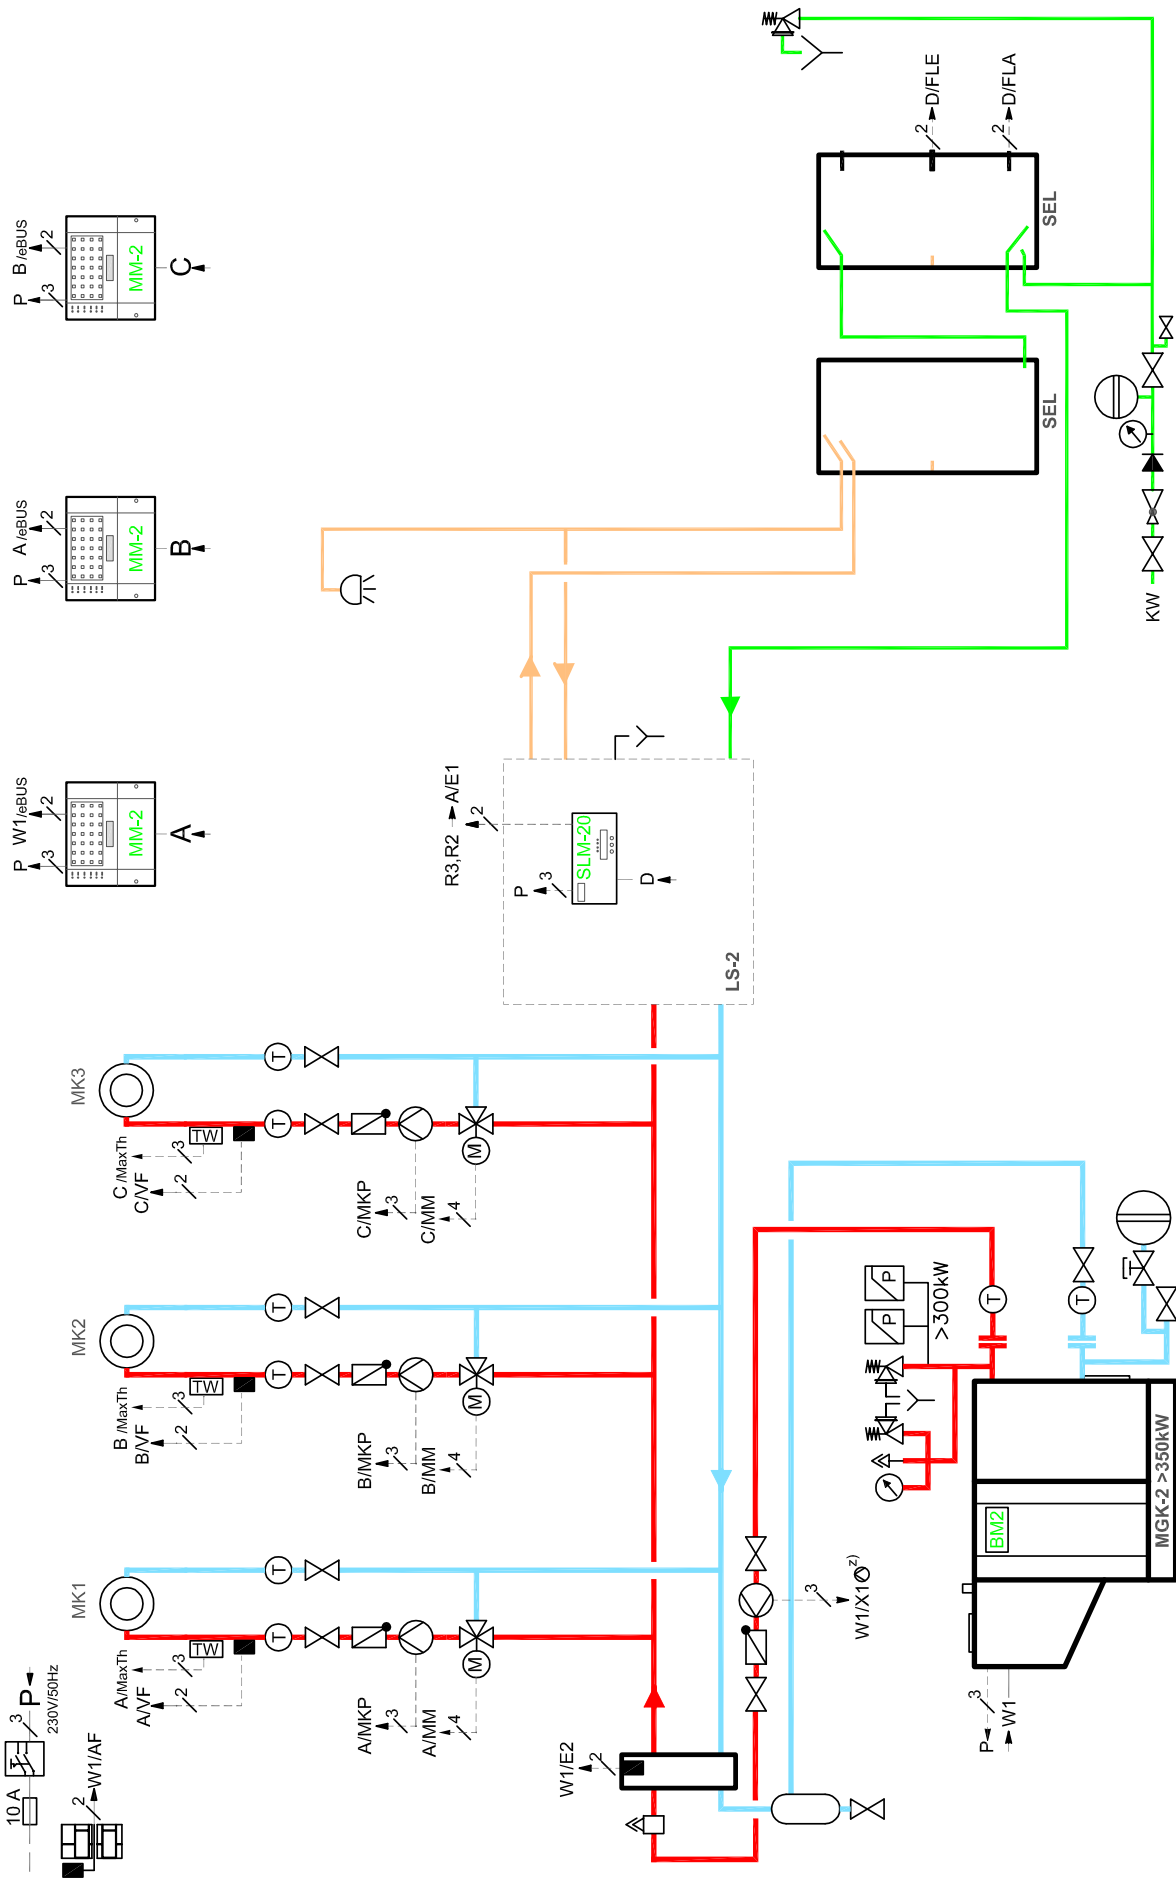 10 A
3
P
230V/50Hz
2
W1/AF
P
W1/eBUS
3
2
MM-2
A
P
A/eBUS
3
2
MM-2
B
P
B/eBUS
3
2
MM-2
C
MK1
A/MaxTh
3
TW
A/VF
2
T
T
A/MKP
3
A/MM
4
M
MK2
B/MaxTh
3
TW
B/VF
2
T
T
B/MKP
3
B/MM
4
M
MK3
C/MaxTh
3
TW
C/VF
2
T
T
C/MKP
3
C/MM
4
M
R3,R2
A/E1
2
P
3
SLM-20
D
LS-2
W1/E2
2
SEL
SEL
2
D/FLE
2
D/FLA
KW
3
W1/X1
z)
P
P
>300kW
T
T
BM2
MGK-2 >350kW
P
3
W1